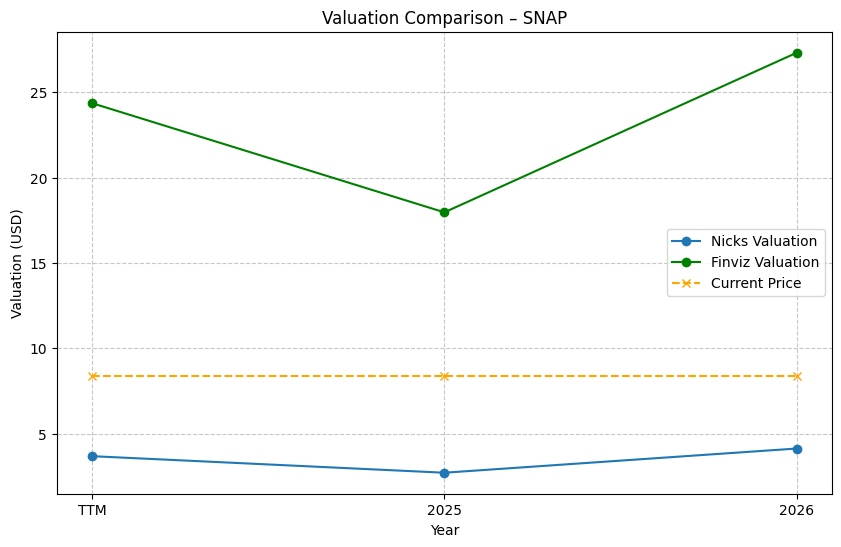 Valuation Comparison – SNAP
Valuation (USD)
25
20
15
10
5
Nicks Valuation
Finviz Valuation
Current Price
TTM
2025
2026
Year